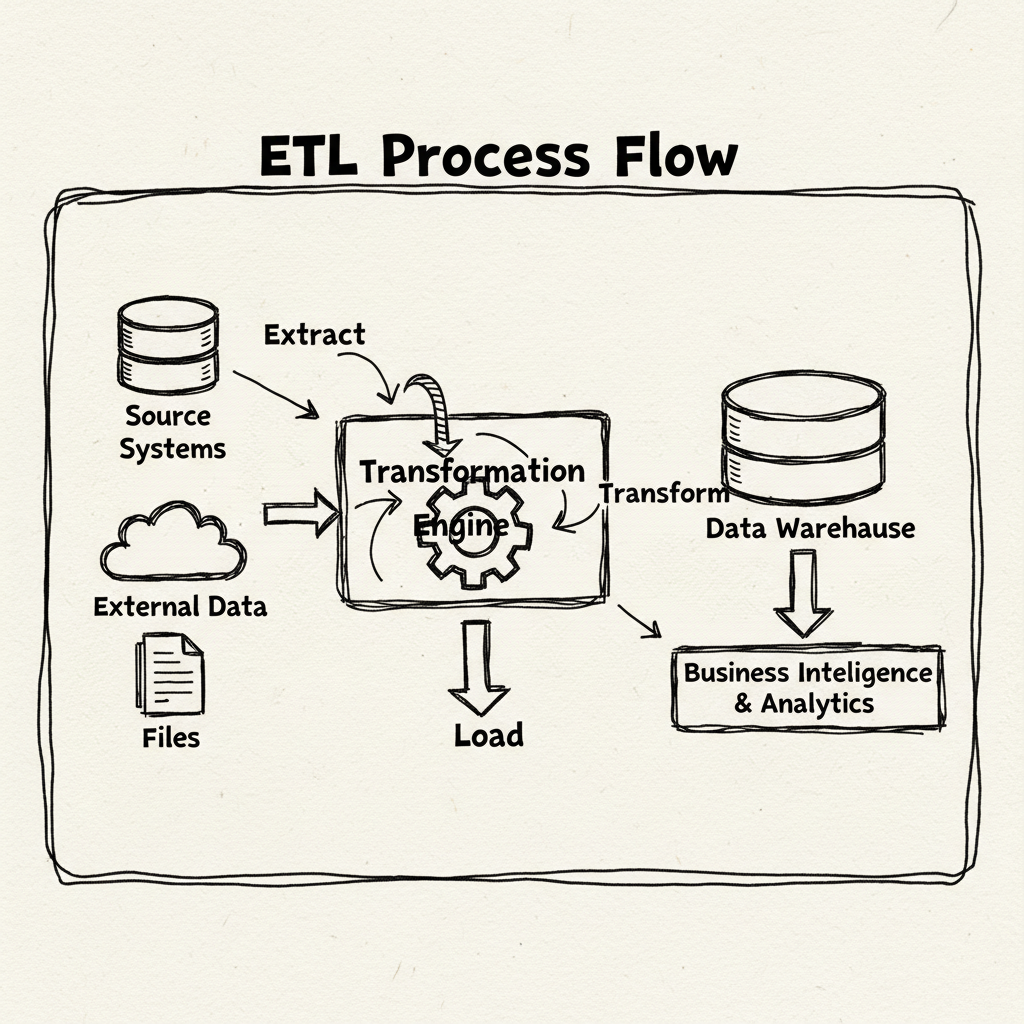 ETL Process Flow
Extract
Source
Systems
Transformation
Engine
Transform
Data Warehause
External Data
Files
Load
Business Inteligence
& Analytics